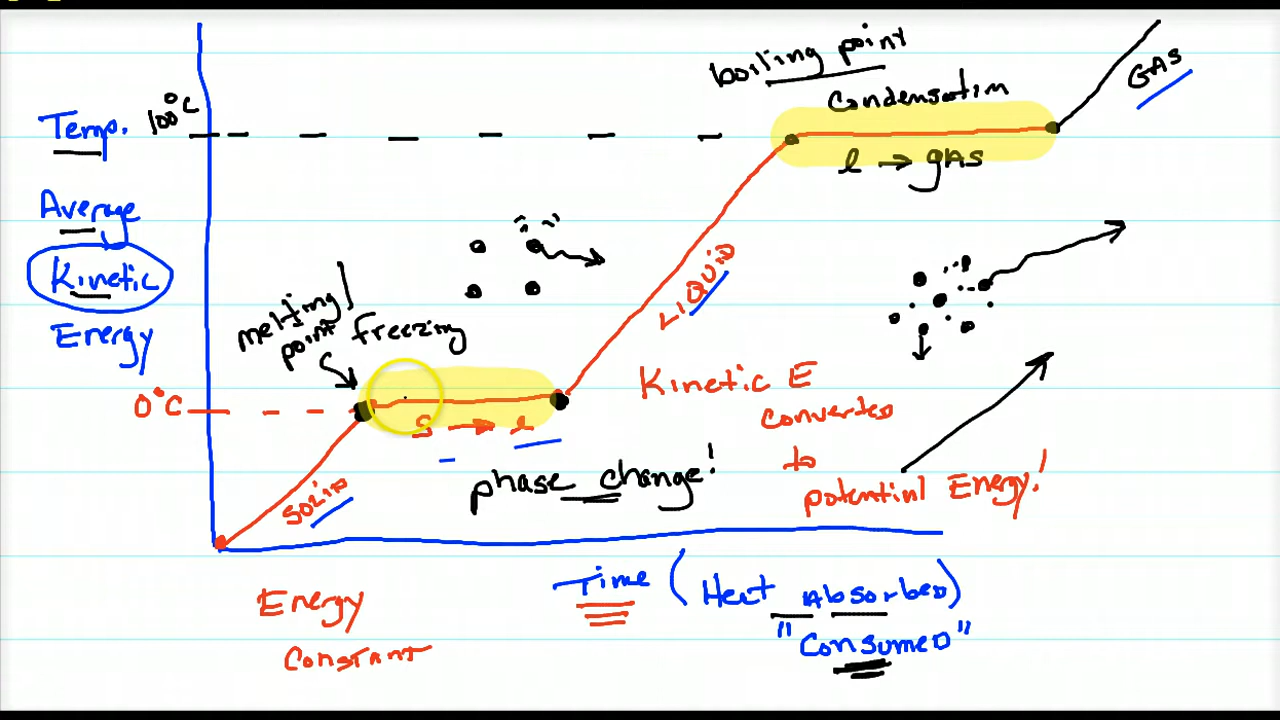 boiling point
Condensation
GAS
100°C
Temp.
l → gAS
Average
Kinetic
Energy
LIQUID
melting
point
freezing
0°C
s → l
Kinetic E
converted
to
potential Energy!
phase change!
SOLID
Energy
Constant
Time (Heat Absorbed)
"Consumed"